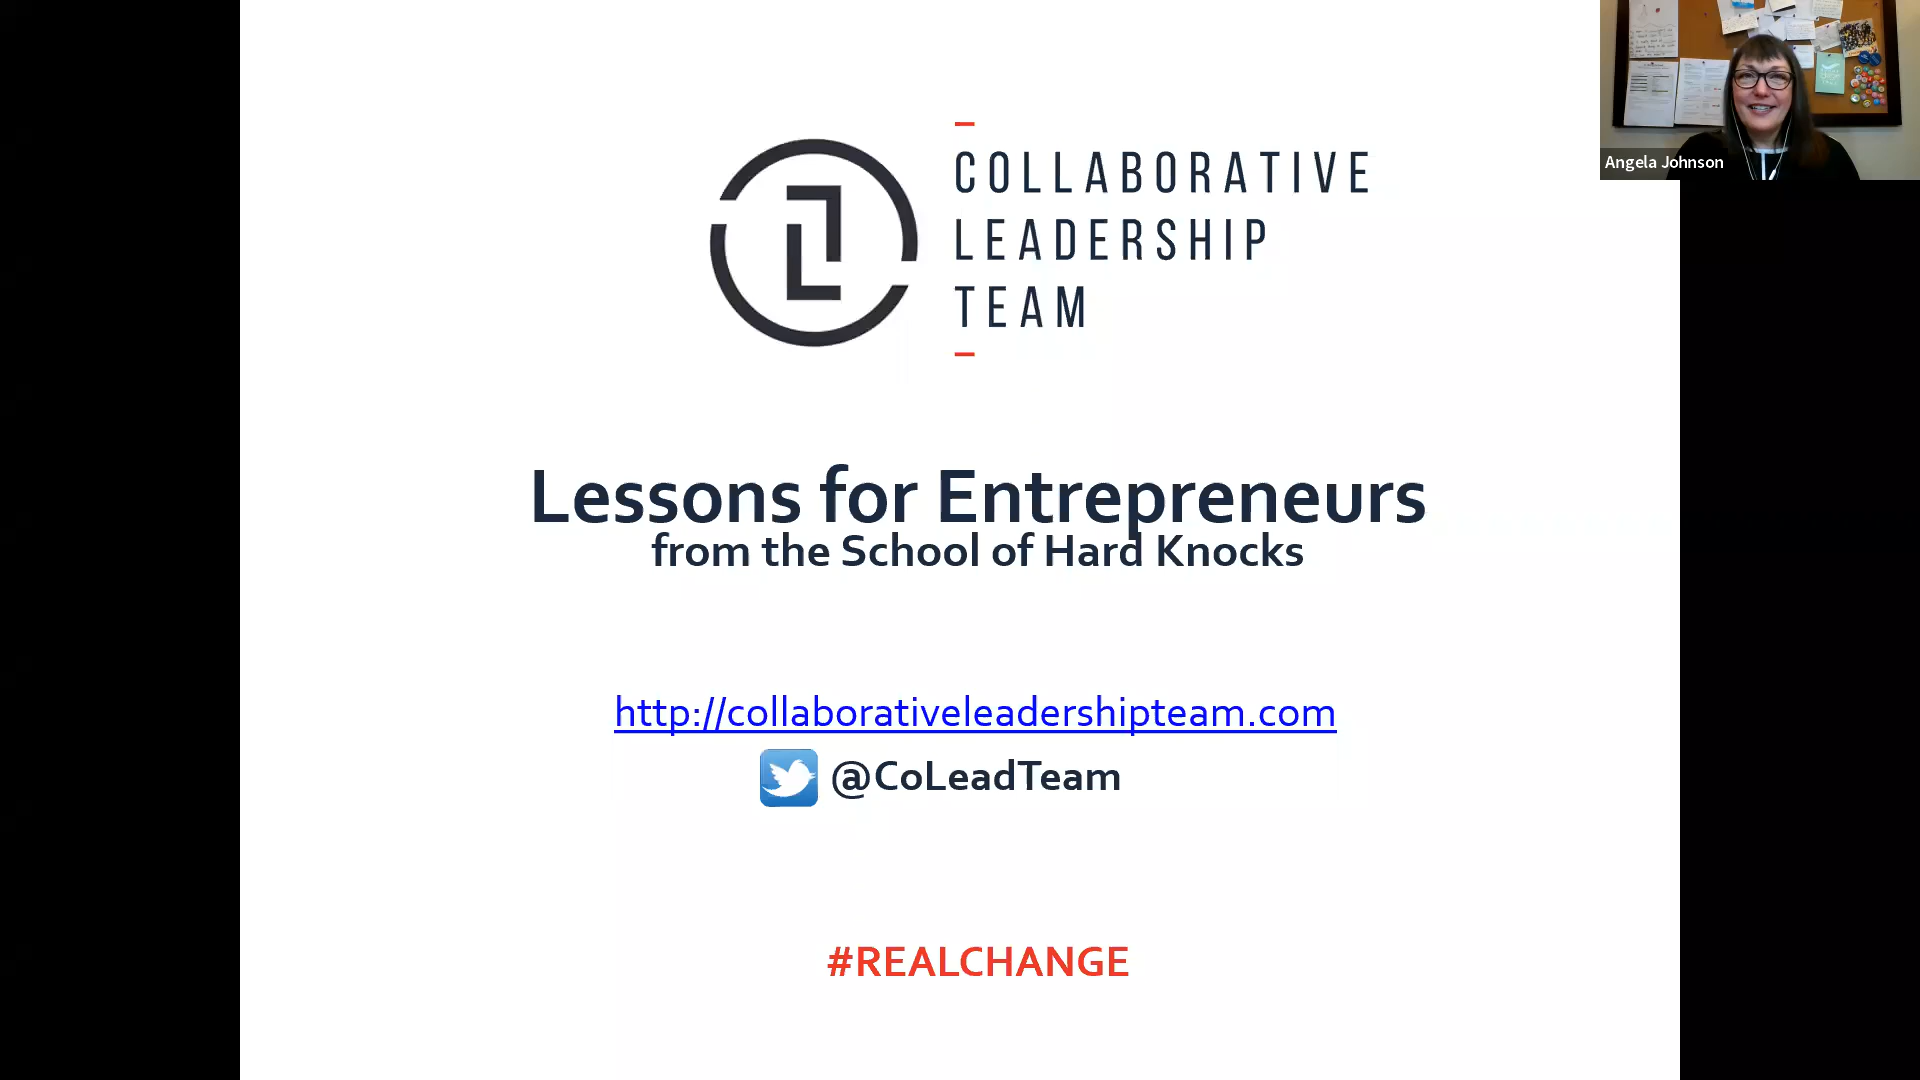 COLLABORATIVE
LEADERSHIP
TEAM
Angela Johnson
Lessons for Entrepreneurs
from the School of Hard Knocks
http://collaborativeleadershipteam.com
@CoLeadTeam
#REALCHANGE